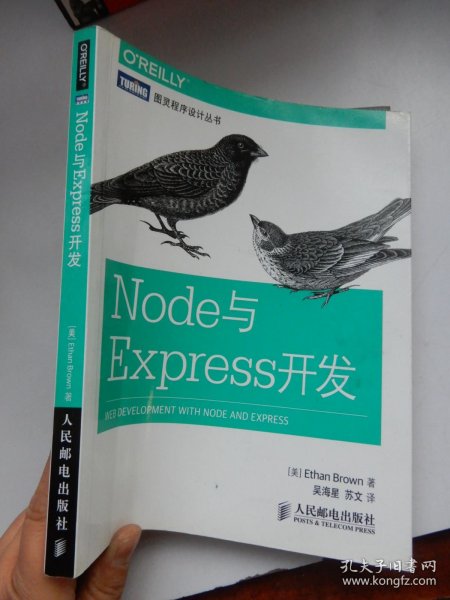 O'REILLY®
TURING
图灵程序设计丛书
Node与
Express开发
WEB DEVELOPMENT WITH NODE AND EXPRESS
[美] Ethan Brown 著
吴海星 苏文 译
人民邮电出版社
POSTS & TELECOM PRESS
O'REILLY®
TURING
Node与Express开发
[美] Ethan Brown 著
人民邮电出版社
孔夫子旧书网
www.kongfz.com